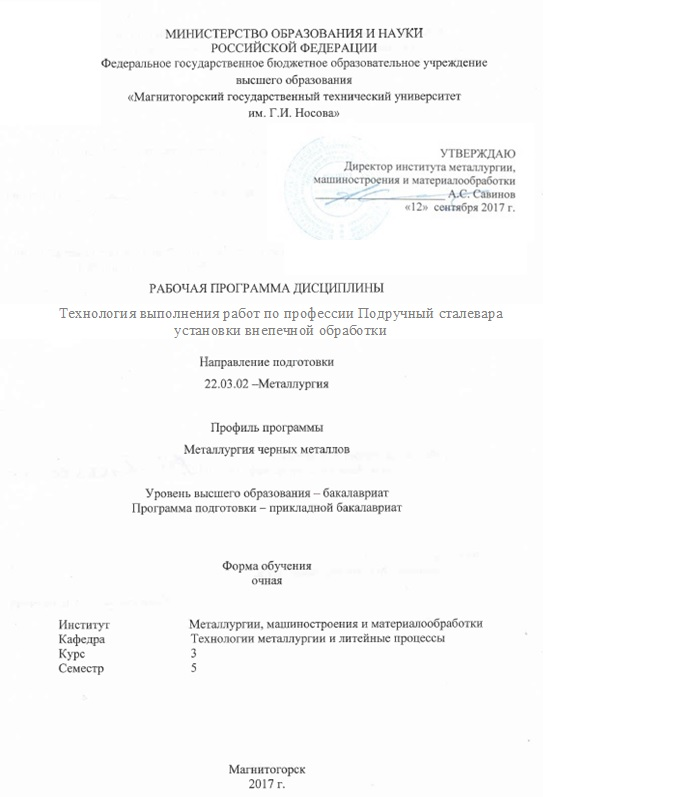 МИНИСТЕРСТВО ОБРАЗОВАНИЯ И НАУКИ
РОССИЙСКОЙ ФЕДЕРАЦИИ
Федеральное государственное бюджетное образовательное учреждение
высшего образования
«Магнитогорский государственный технический университет
им. Г.И. Носова»
УТВЕРЖДАЮ
Директор института металлургии,
машиностроения и материалообработки
А.С. Савинов
«12» сентября 2017 г.
РАБОЧАЯ ПРОГРАММА ДИСЦИПЛИНЫ
Технология выполнения работ по профессии Подручный сталевара
установки внепечной обработки
Направление подготовки
22.03.02 –Металлургия
Профиль программы
Металлургия черных металлов
Уровень высшего образования – бакалавриат
Программа подготовки – прикладной бакалавриат
Форма обучения
очная
Институт Металлургии, машиностроения и материалообработки
Кафедра Технологии металлургии и литейные процессы
Курс 3
Семестр 5
Магнитогорск
2017 г.